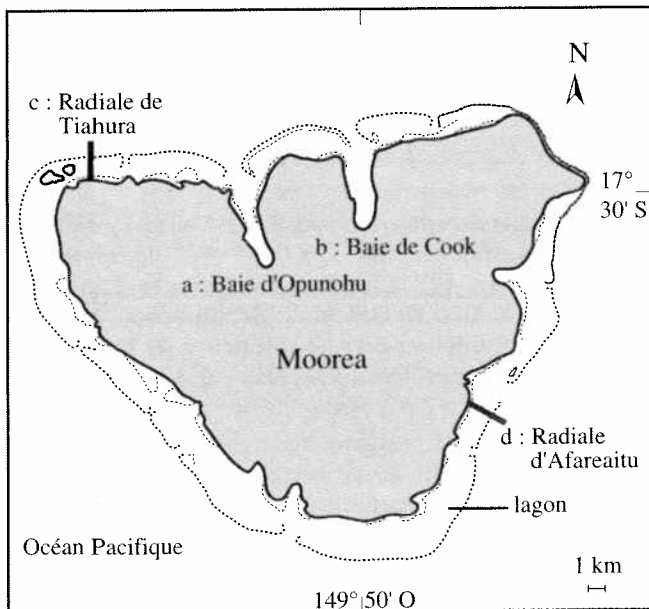 N
c : Radiale de
Tiahura
17°
30' S
b : Baie de Cook
a : Baie d'Opunohu
Moorea
d : Radiale
d'Afareaitu
lagon
Océan Pacifique
1 km
149° 50' O